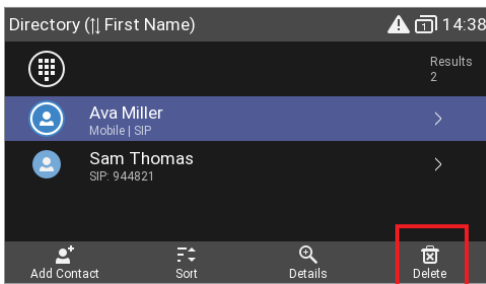 Directory (↑↓ First Name) 1 14:38
Results
2
Ava Miller
Mobile | SIP
Sam Thomas
SIP: 944821
Add Contact Sort Details Delete